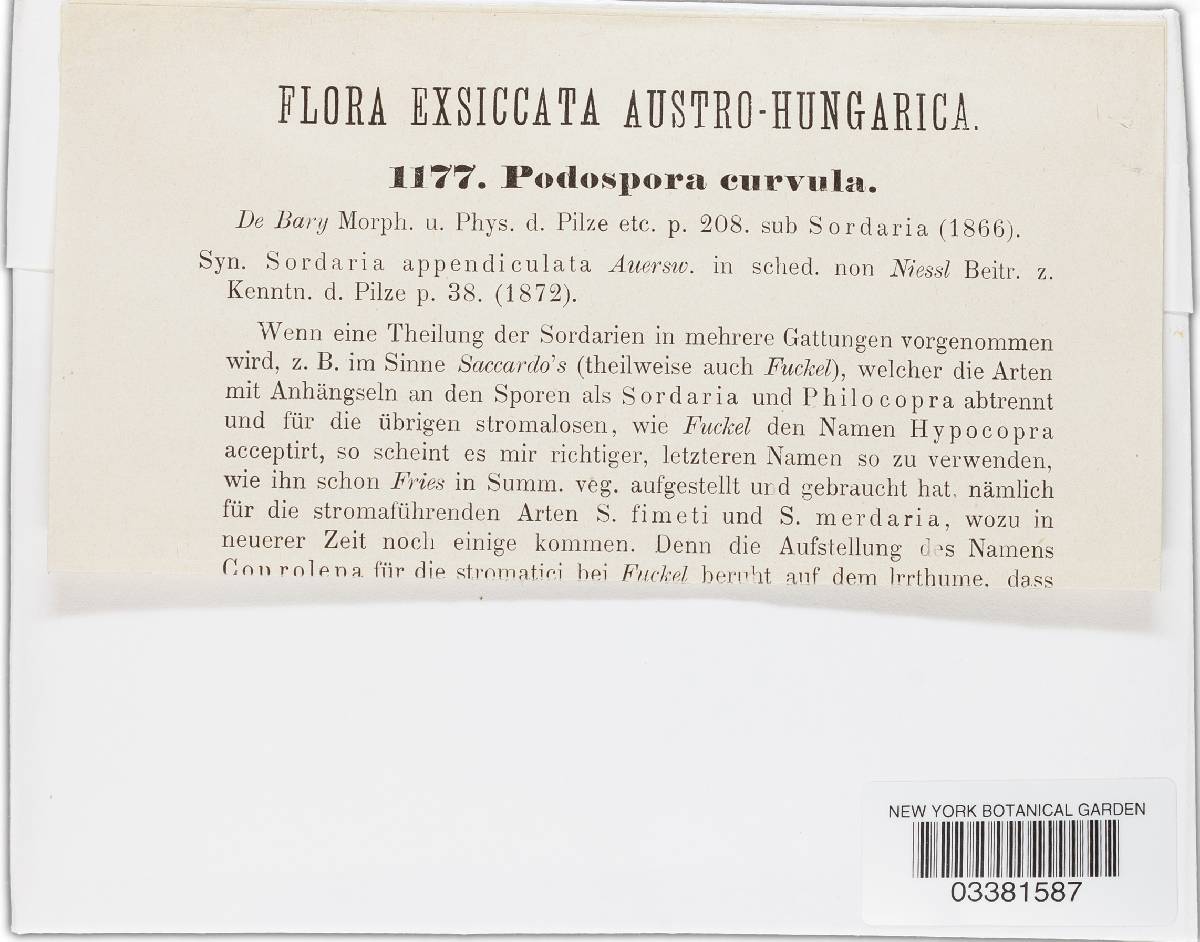 FLORA EXSICCATA AUSTRO-HUNGARICA.
1177. Podospora curvula.
De Bary Morph. u. Phys. d. Pilze etc. p. 208. sub Sordaria (1866).
Syn. Sordaria appendiculata Auersw. in sched. non Niessl Beitr. z.
Kenntn. d. Pilze p. 38. (1872).
Wenn eine Theilung der Sordarien in mehrere Gattungen vorgenommen
wird, z. B. im Sinne Saccardo's (theilweise auch Fuckel), welcher die Arten
mit Anhängseln an den Sporen als Sordaria und Philocopra abtrennt
und für die übrigen stromalosen, wie Fuckel den Namen Hypocopra
acceptirt, so scheint es mir richtiger, letzteren Namen so zu verwenden,
wie ihn schon Fries in Summ. veg. aufgestellt und gebraucht hat, nämlich
für die stromaführenden Arten S. fimeti und S. merdaria, wozu in
neuerer Zeit noch einige kommen. Denn die Aufstellung des Namens
für die stromatici bei Fuckel beruht auf dem Irrthume, dass
NEW YORK BOTANICAL GARDEN
03381587